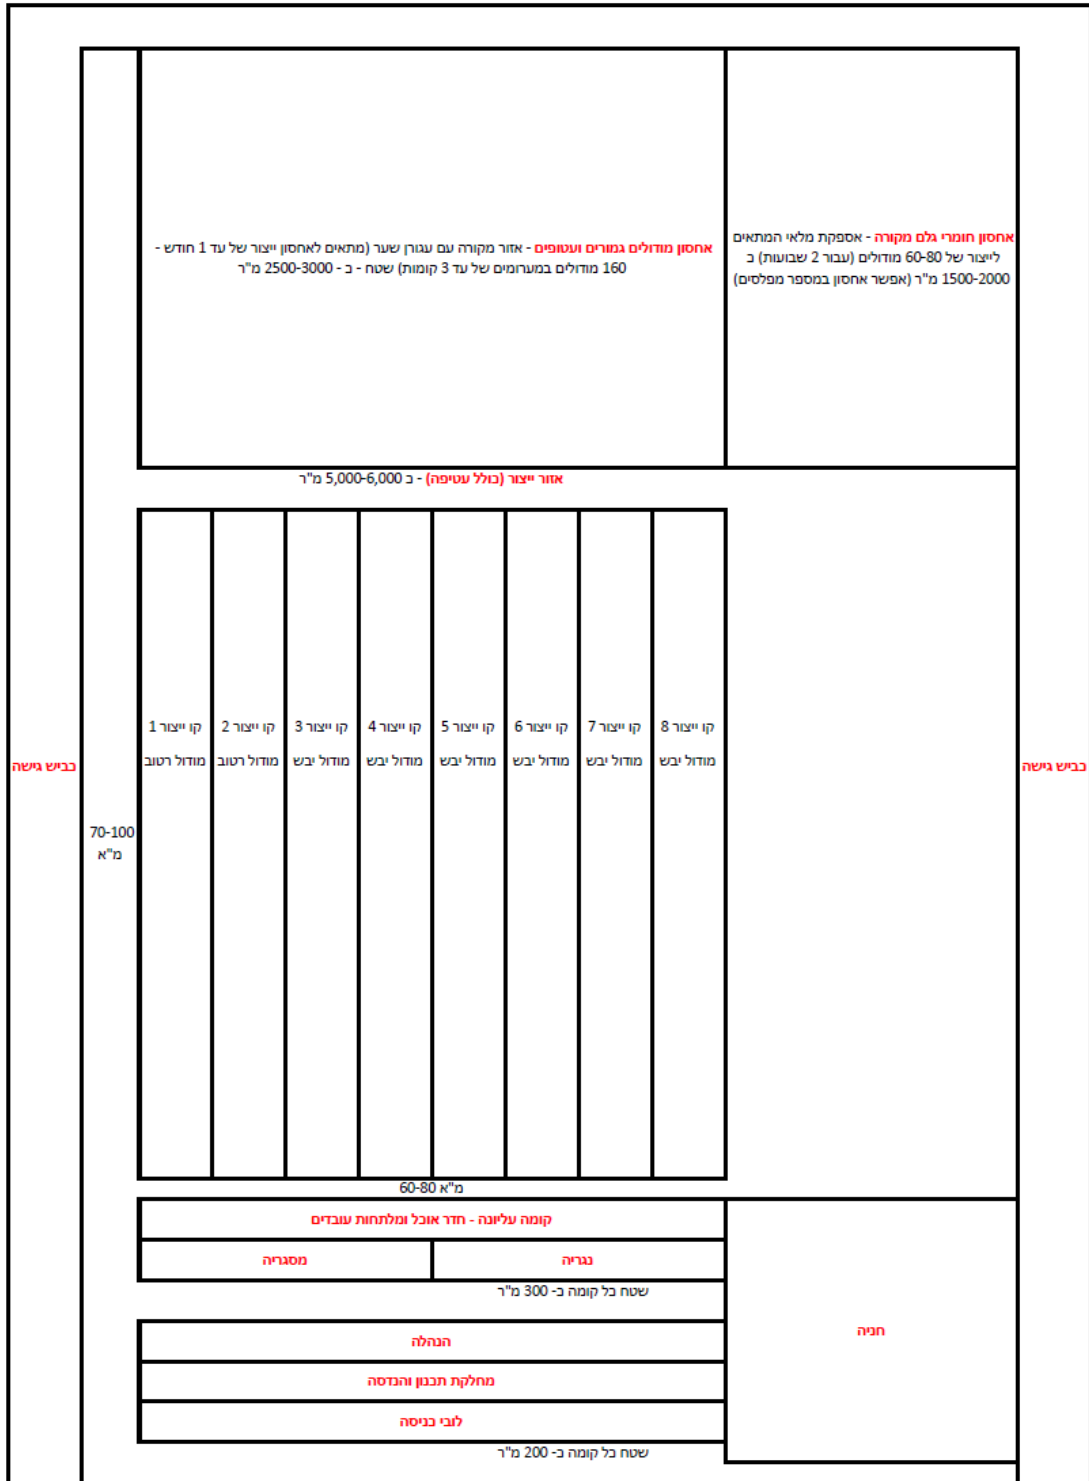 אחסון חומרי גלם מקורה - אספקת מלאי המתאים
לייצור של 60-80 מודולים (עבור 2 שבועות) כ
1500-2000 מ"ר (אפשר אחסון במספר מפלסים)
אחסון מודולים גמורים ועטופים - אזור מקורה עם עגורן שער (מתאים לאחסון ייצור של עד 1 חודש -
160 מודולים במערומים של עד 3 קומות) שטח - כ - 2500-3000 מ"ר
אזור ייצור (כולל עטיפה) - כ 5,000-6,000 מ"ר
קו ייצור 8
מודול יבש
קו ייצור 7
מודול יבש
קו ייצור 6
מודול יבש
קו ייצור 5
מודול יבש
קו ייצור 4
מודול יבש
קו ייצור 3
מודול יבש
קו ייצור 2
מודול רטוב
קו ייצור 1
מודול רטוב
כביש גישה
כביש גישה
70-100
מ"א
60-80 מ"א
קומה עליונה - חדר אוכל ומלתחות עובדים
נגריה
מסגריה
שטח כל קומה כ- 300 מ"ר
חניה
הנהלה
מחלקת תכנון והנדסה
לובי כניסה
שטח כל קומה כ- 200 מ"ר